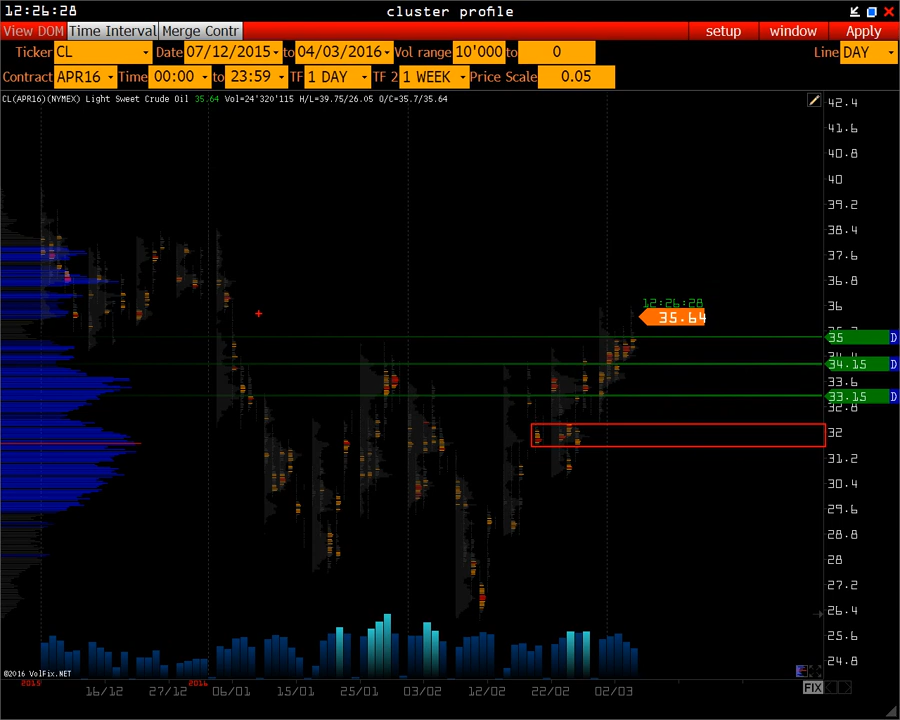 12:26:28 cluster profile
View DOM Time Interval Merge Contr setup window Apply
Ticker CL Date 07/12/2015 to 04/03/2016 Vol range 10'000 to 0 Line DAY
Contract APR16 Time 00:00 to 23:59 TF 1 DAY TF 2 1 WEEK Price Scale 0.05
CL(APR16)(NYMEX) Light Sweet Crude Oil 35.64 Vol=24'320'115 H/L=39.75/26.05 O/C=35.7/35.64
42.4
41.6
40.8
40
39.2
38.4
37.6
36.8
36
12:26:28
35.64
35 D
34.15 D
33.6
33.15 D
32.8
32
31.2
30.4
29.6
28.8
28
27.2
26.4
25.6
24.8
©2016 VolFix.NET
2015 2016 FIX
16/12 27/12 06/01 15/01 25/01 03/02 12/02 22/02 02/03